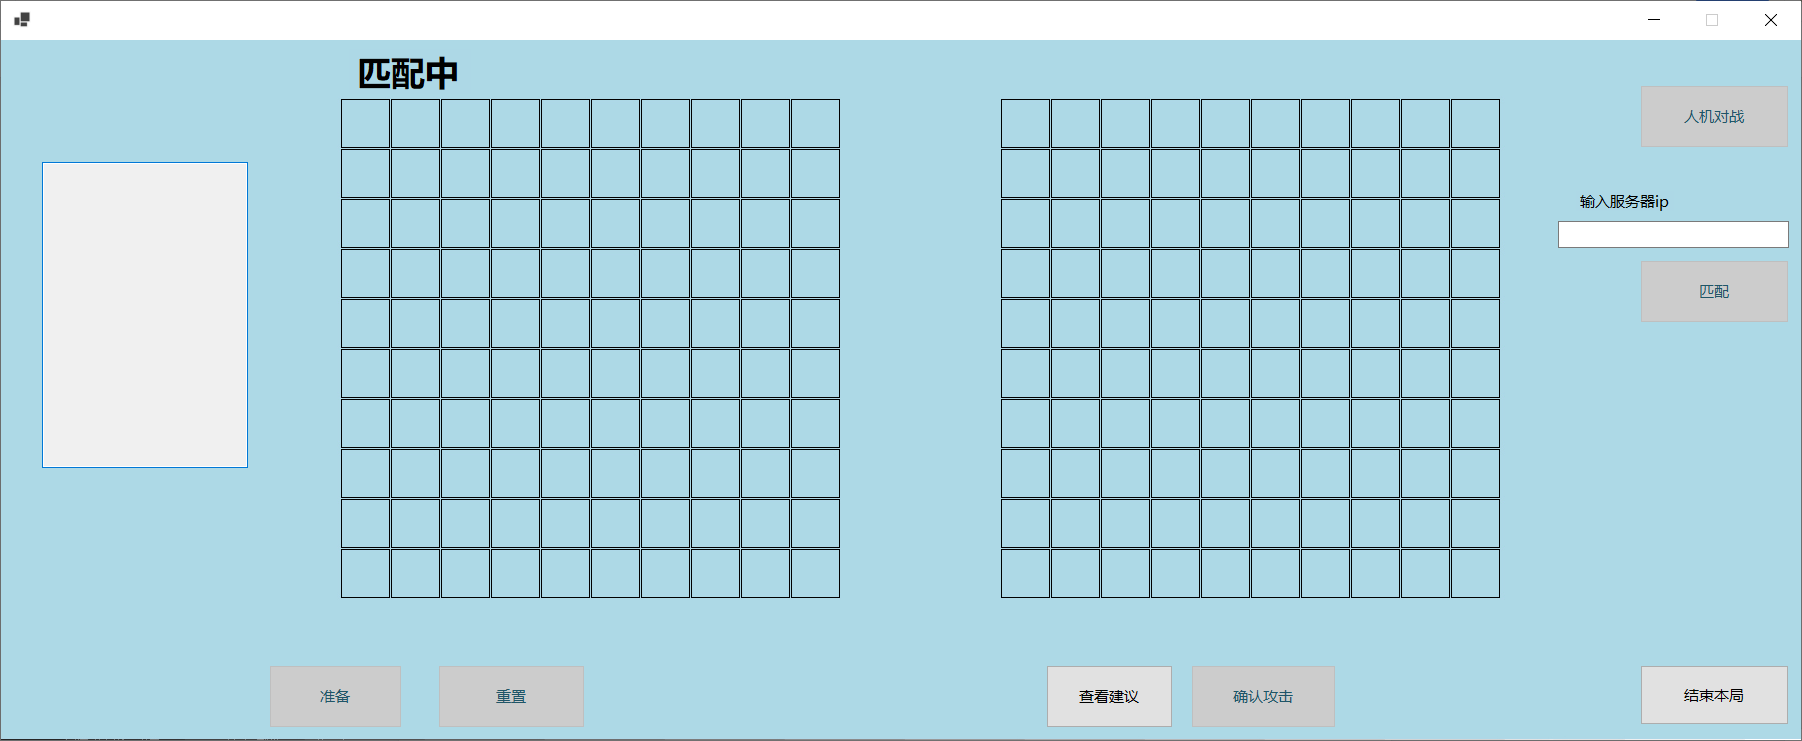 匹配中
人机对战
输入服务器ip
匹配
准备
重置
查看建议
确认攻击
结束本局